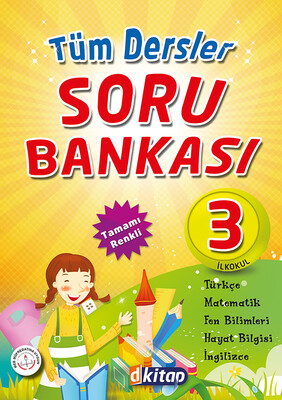 Tüm Dersler
SORU
BANKASI
Tamamı
Renkli
3
İLKOKUL
Türkçe
Matematik
Fen Bilimleri
Hayat Bilgisi
İngilizce
dkitap